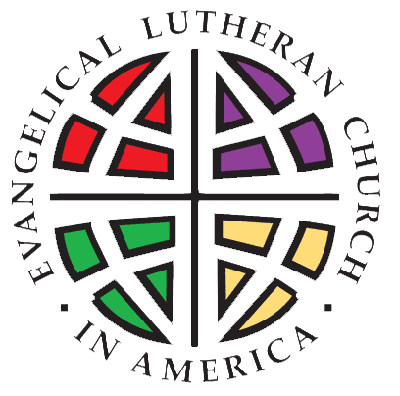 EVANGELICAL LUTHERAN CHURCH
· IN AMERICA ·